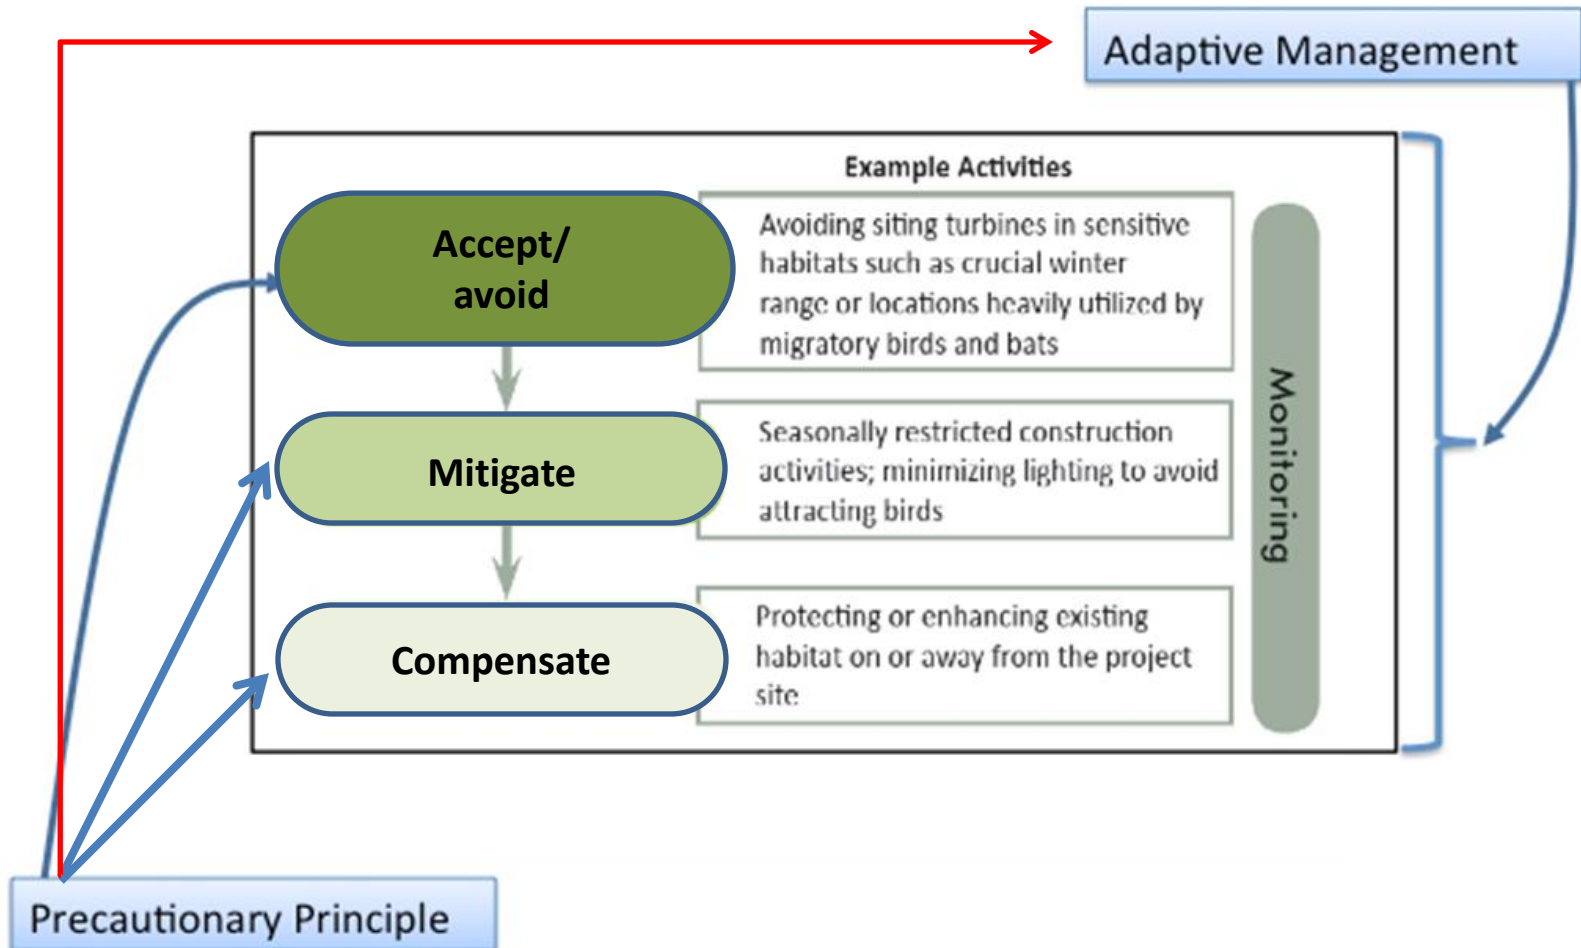 Adaptive Management
Example Activities
Accept/
avoid
Avoiding siting turbines in sensitive
habitats such as crucial winter
range or locations heavily utilized by
migratory birds and bats
Mitigate
Seasonally restricted construction
activities; minimizing lighting to avoid
attracting birds
Compensate
Protecting or enhancing existing
habitat on or away from the project
site
Monitoring
Precautionary Principle